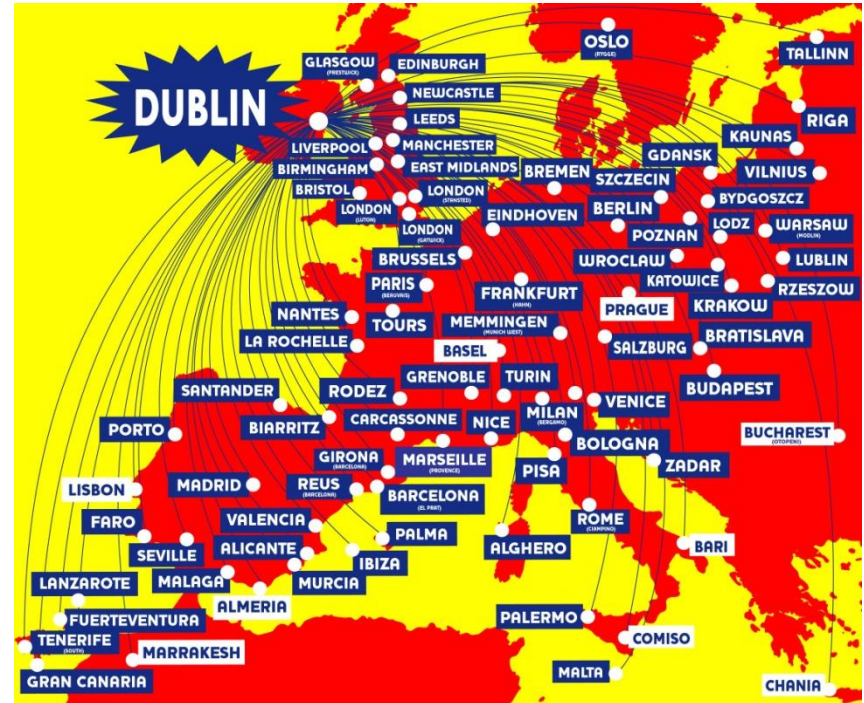 OSLO
(RYGGE)
TALLINN
GLASGOW
(PRESTWICK)
EDINBURGH
DUBLIN
NEWCASTLE
RIGA
LEEDS
KAUNAS
LIVERPOOL
MANCHESTER
GDANSK
BIRMINGHAM
EAST MIDLANDS
BREMEN
SZCZECIN
VILNIUS
BRISTOL
LONDON
(STANSTED)
BYDGOSZCZ
LONDON
(LUTON)
EINDHOVEN
BERLIN
LODZ
WARSAW
(MODLIN)
LONDON
(GATWICK)
POZNAN
BRUSSELS
WROCLAW
LUBLIN
PARIS
(BEAUVAIS)
FRANKFURT
(HAHN)
KATOWICE
RZESZOW
PRAGUE
KRAKOW
NANTES
TOURS
MEMMINGEN
(MUNICH WEST)
LA ROCHELLE
BASEL
SALZBURG
BRATISLAVA
SANTANDER
RODEZ
GRENOBLE
TURIN
BUDAPEST
BIARRITZ
CARCASSONNE
NICE
MILAN
(BERGAMO)
VENICE
PORTO
BOLOGNA
BUCHAREST
(OTOPENI)
GIRONA
(BARCELONA)
MARSEILLE
(PROVENCE)
PISA
ZADAR
LISBON
MADRID
REUS
(BARCELONA)
BARCELONA
(EL PRAT)
FARO
VALENCIA
ROME
(CIAMPINO)
SEVILLE
ALICANTE
PALMA
ALGHERO
BARI
IBIZA
LANZAROTE
MALAGA
MURCIA
ALMERIA
FUERTEVENTURA
PALERMO
TENERIFE
(SOUTH)
MARRAKESH
COMISO
GRAN CANARIA
MALTA
CHANIA